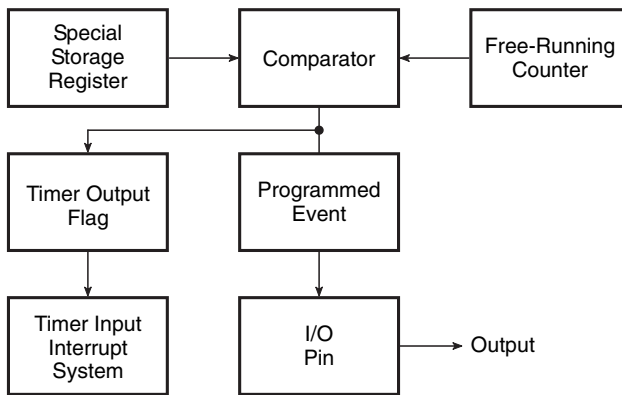 Special
Storage
Register
Comparator
Free-Running
Counter
Timer Output
Flag
Programmed
Event
Timer Input
Interrupt
System
I/O
Pin
Output